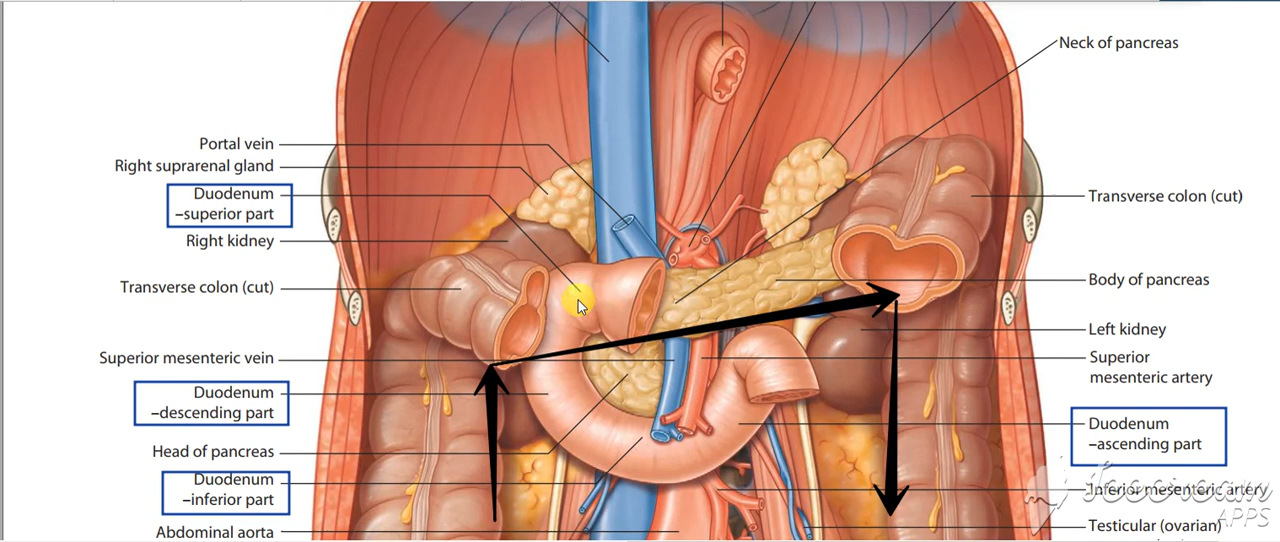 Neck of pancreas
Portal vein
Right suprarenal gland
Duodenum
–superior part
Right kidney
Transverse colon (cut)
Superior mesenteric vein
Duodenum
–descending part
Head of pancreas
Duodenum
–inferior part
Abdominal aorta
Transverse colon (cut)
Body of pancreas
Left kidney
Superior
mesenteric artery
Duodenum
–ascending part
Inferior mesenteric artery
Testicular (ovarian)
APPS